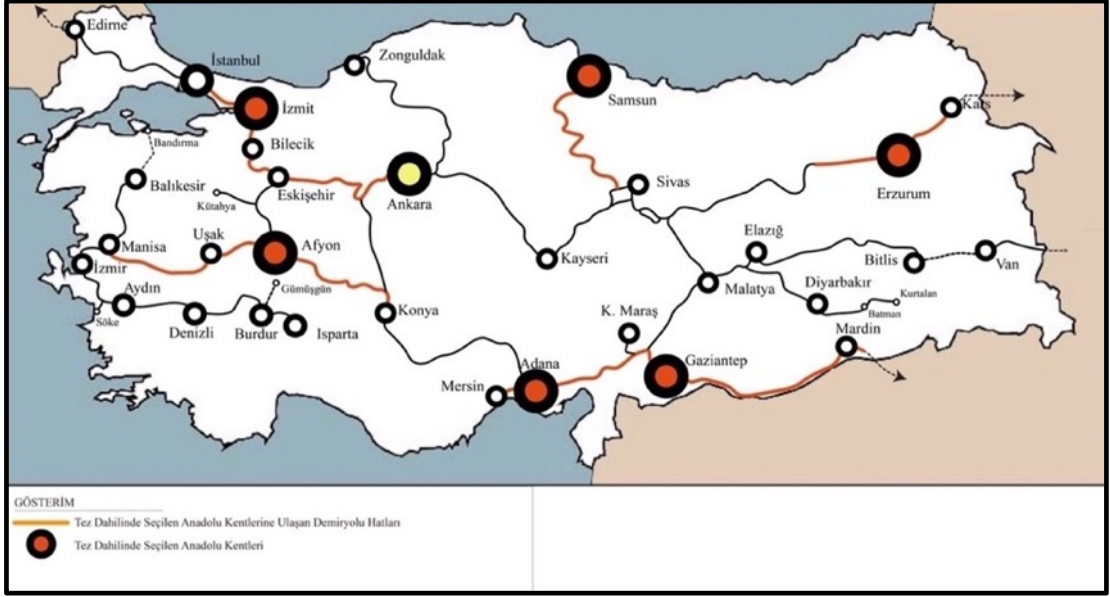 Edirne
İstanbul
Zonguldak
İzmit
Samsun
Kars
Bilecik
Bandırma
Balıkesir
Kütahya
Eskişehir
Ankara
Sivas
Erzurum
Manisa
Uşak
Afyon
Kayseri
Elazığ
Bitlis
Van
İzmir
Aydın
Gümüşgün
Malatya
Diyarbakır
Kurtalan
Batman
Söke
Denizli
Burdur
Isparta
Konya
K. Maraş
Mardin
Mersin
Adana
Gaziantep
GÖSTERİM
Tez Dahilinde Seçilen Anadolu Kentlerine Ulaşan Demiryolu Hatları
Tez Dahilinde Seçilen Anadolu Kentleri